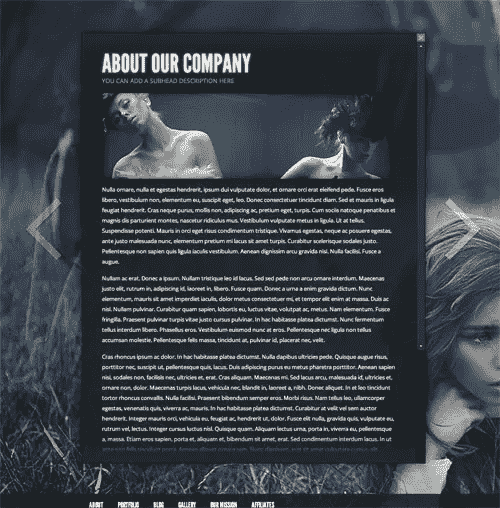 ABOUT OUR COMPANY
YOU CAN ADD A SUBHEAD DESCRIPTION HERE
Nulla ornare, nulla et egestas hendrerit, ipsum dui vulputate dolor, et ornare orci erat eleifend pede. Fusce eros
libero, vestibulum non, elementum eu, suscipit eget, leo. Donec consectetuer tincidunt diam. Sed et mauris in ligula
feugiat hendrerit. Cras neque purus, mollis non, adipiscing ac, pretium eget, turpis. Cum sociis natoque penatibus et
magnis dis parturient montes, nascetur ridiculus mus. Vivamus vulputate metus in ligula. Ut at tellus.
Suspendisse potenti. Mauris in orci eget risus condimentum tristique. Vivamus egestas, neque ac posuere egestas,
ante justo malesuada nunc, elementum pretium mi lacus sit amet turpis. Curabitur scelerisque sodales justo.
Pellentesque non sapien quis ligula iaculis vestibulum. Aenean dignissim arcu gravida nisi. Nulla facilisi. Fusce a
augue.
Nullam ac erat. Donec a ipsum. Nullam tristique leo id lacus. Sed sed pede non arcu ornare interdum. Maecenas
justo elit, rutrum in, adipiscing id, laoreet in, libero. Fusce quam. Donec a urna a enim gravida dictum. Nunc
elementum, mauris sit amet imperdiet iaculis, dolor metus consectetuer mi, et tempor elit enim at massa. Duis ac
nisl. Nullam pulvinar. Curabitur quam sapien, lobortis eu, luctus vitae, volutpat ac, metus. Nam elementum. Fusce
fringilla. Praesent pulvinar tristique justo cursus pulvinar. In hac habitasse platea dictumst. Nunc fermentum
tellus interdum libero. Phasellus eros. Vestibulum euismod nunc at eros. Pellentesque nec ligula non tellus
accumsan molestie. Pellentesque felis massa, tincidunt at, pulvinar id, placerat nec, velit.
Cras rhoncus ipsum ac dolor. In hac habitasse platea dictumst. Nulla dapibus ultricies pede. Quisque augue risus,
porttitor nec, suscipit ut, pellentesque quis, lacus. Duis adipiscing purus eu metus pharetra porttitor. Aenean sapien
nisi, sodales non, facilisis nec, ultricies et, erat. Cras aliquam. Maecenas mi. Sed lacus arcu, malesuada id, ultricies et,
ornare non, dolor. Maecenas turpis lacus, vehicula nec, blandit in, laoreet a, nibh. Donec aliquet. In et leo tincidunt
tortor rhoncus convallis. Nulla facilisi. Praesent bibendum semper eros. Morbi risus. Nam tellus leo, ullamcorper
egestas, venenatis quis, viverra ac, mauris. In hac habitasse platea dictumst. Curabitur at velit vel sem auctor
hendrerit. Integer mauris orci, vehicula eu, feugiat ac, hendrerit ut, dolor. Fusce elit nulla, gravida quis, vulputate eu,
rutrum vel, lectus. Integer cursus luctus nisl. Quisque quam. Aliquam lectus urna, porta in, viverra eu, pellentesque
a, massa. Etiam eros sapien, porta et, aliquam et, bibendum sit amet, erat. Sed condimentum interdum lacus. In ut
ABOUT PORTFOLIO BLOG GALLERY OUR MISSION AFFILIATES